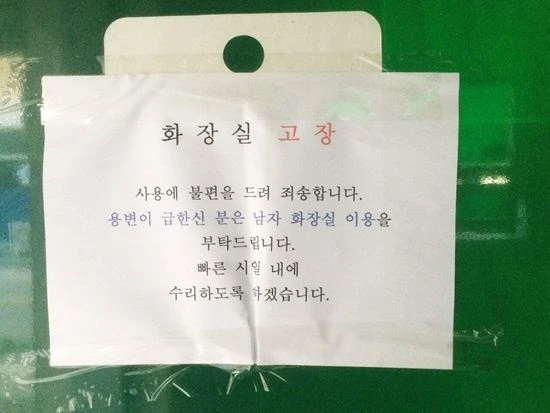 화장실 고장
사용에 불편을 드려 죄송합니다.
용변이 급한신 분은 남자 화장실 이용을
부탁드립니다.
빠른 시일 내에
수리하도록 하겠습니다.